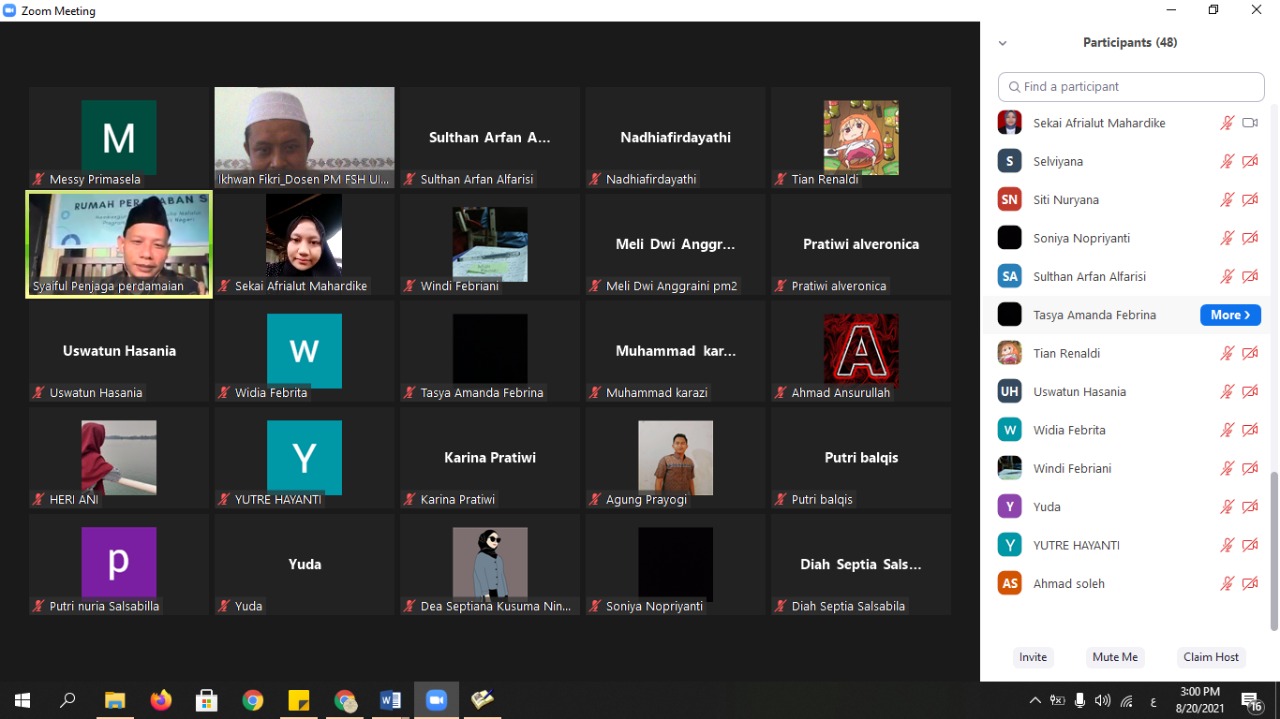 Zoom Meeting
M
Messy Primasela
Ikhwan Fikri_Dosen PM FSH UI...
Sulthan Arfan A...
Sulthan Arfan Alfarisi
Nadhiafirdayathi
Nadhiafirdayathi
Tian Renaldi
RUMAH PERADABAN S
Syaiful Penjaga perdamaian
Sekai Afrialut Mahardike
Windi Febriani
Meli Dwi Anggr...
Meli Dwi Anggraini pm2
Pratiwi alveronica
Pratiwi alveronica
Uswatun Hasania
Uswatun Hasania
W
Widia Febrita
Tasya Amanda Febrina
Muhammad kar...
Muhammad karazi
A
Ahmad Ansurullah
HERI ANI
Y
YUTRE HAYANTI
Karina Pratiwi
Karina Pratiwi
Agung Prayogi
Putri balqis
Putri balqis
p
Putri nuria Salsabilla
Yuda
Yuda
Dea Septiana Kusuma Nin...
Soniya Nopriyanti
Diah Septia Sals...
Diah Septia Salsabila
Participants (48)
Find a participant
Sekai Afrialut Mahardike
S Selviyana
SN Siti Nuryana
Soniya Nopriyanti
SA Sulthan Arfan Alfarisi
Tasya Amanda Febrina More
Tian Renaldi
UH Uswatun Hasania
W Widia Febrita
Windi Febriani
Y Yuda
Y YUTRE HAYANTI
AS Ahmad soleh
Invite Mute Me Claim Host
ع
3:00 PM
8/20/2021
16